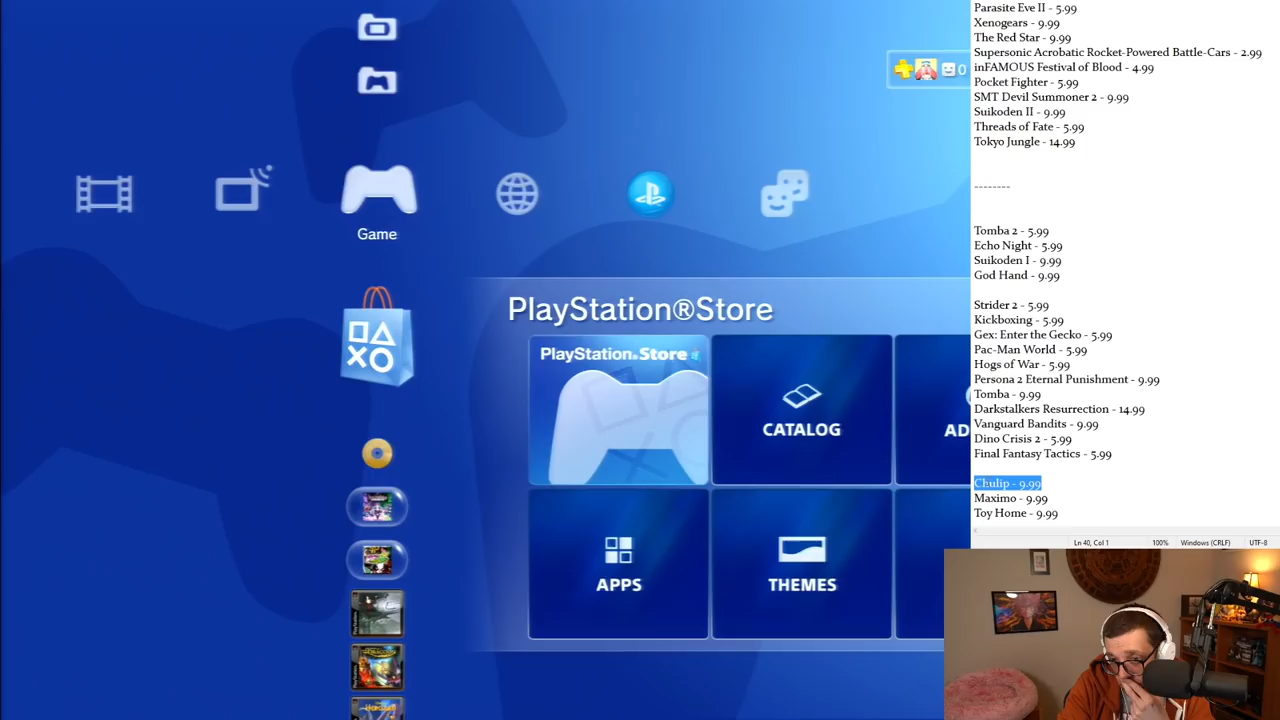 Parasite Eve II - 5.99
Xenogears - 9.99
The Red Star - 9.99
Supersonic Acrobatic Rocket-Powered Battle-Cars - 2.99
inFAMOUS Festival of Blood - 4.99
Pocket Fighter - 5.99
SMT Devil Summoner 2 - 9.99
Suikoden II - 9.99
Threads of Fate - 5.99
Tokyo Jungle - 14.99
--------
Tomba 2 - 5.99
Echo Night - 5.99
Suikoden I - 9.99
God Hand - 9.99
Strider 2 - 5.99
Kickboxing - 5.99
Gex: Enter the Gecko - 5.99
Pac-Man World - 5.99
Hogs of War - 5.99
Persona 2 Eternal Punishment - 9.99
Tomba - 9.99
Darkstalkers Resurrection - 14.99
Vanguard Bandits - 9.99
Dino Crisis 2 - 5.99
Final Fantasy Tactics - 5.99
Chulip - 9.99
Maximo - 9.99
Toy Home - 9.99
Ln 40, Col 1 100% Windows (CRLF) UTF-8
0
Game
PlayStation®Store
PlayStation Store
CATALOG
AD
APPS
THEMES